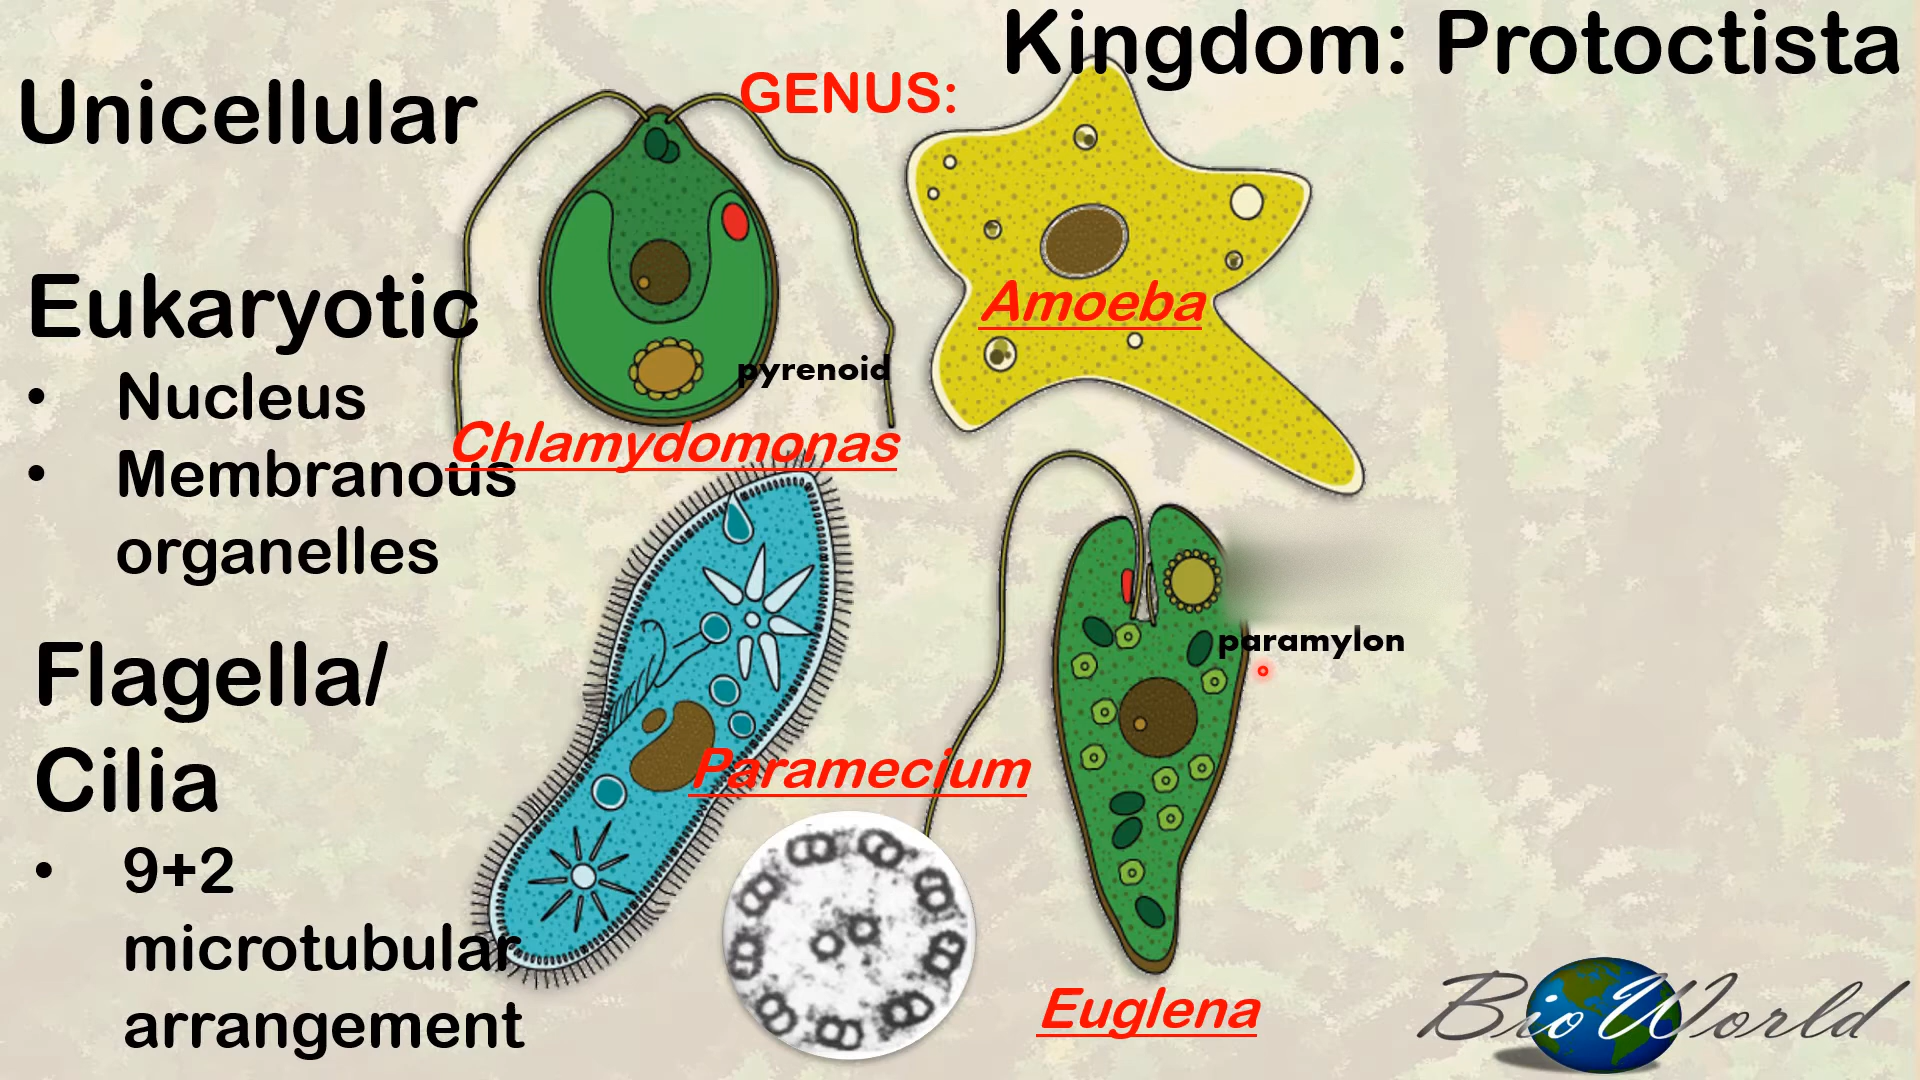 Kingdom: Protoctista
GENUS:
Unicellular
Eukaryotic
• Nucleus
• Membranous
organelles
Flagella/
Cilia
• 9+2
microtubular
arrangement
Amoeba
pyrenoid
Chlamydomonas
paramylon
Paramecium
Euglena
BioWorld